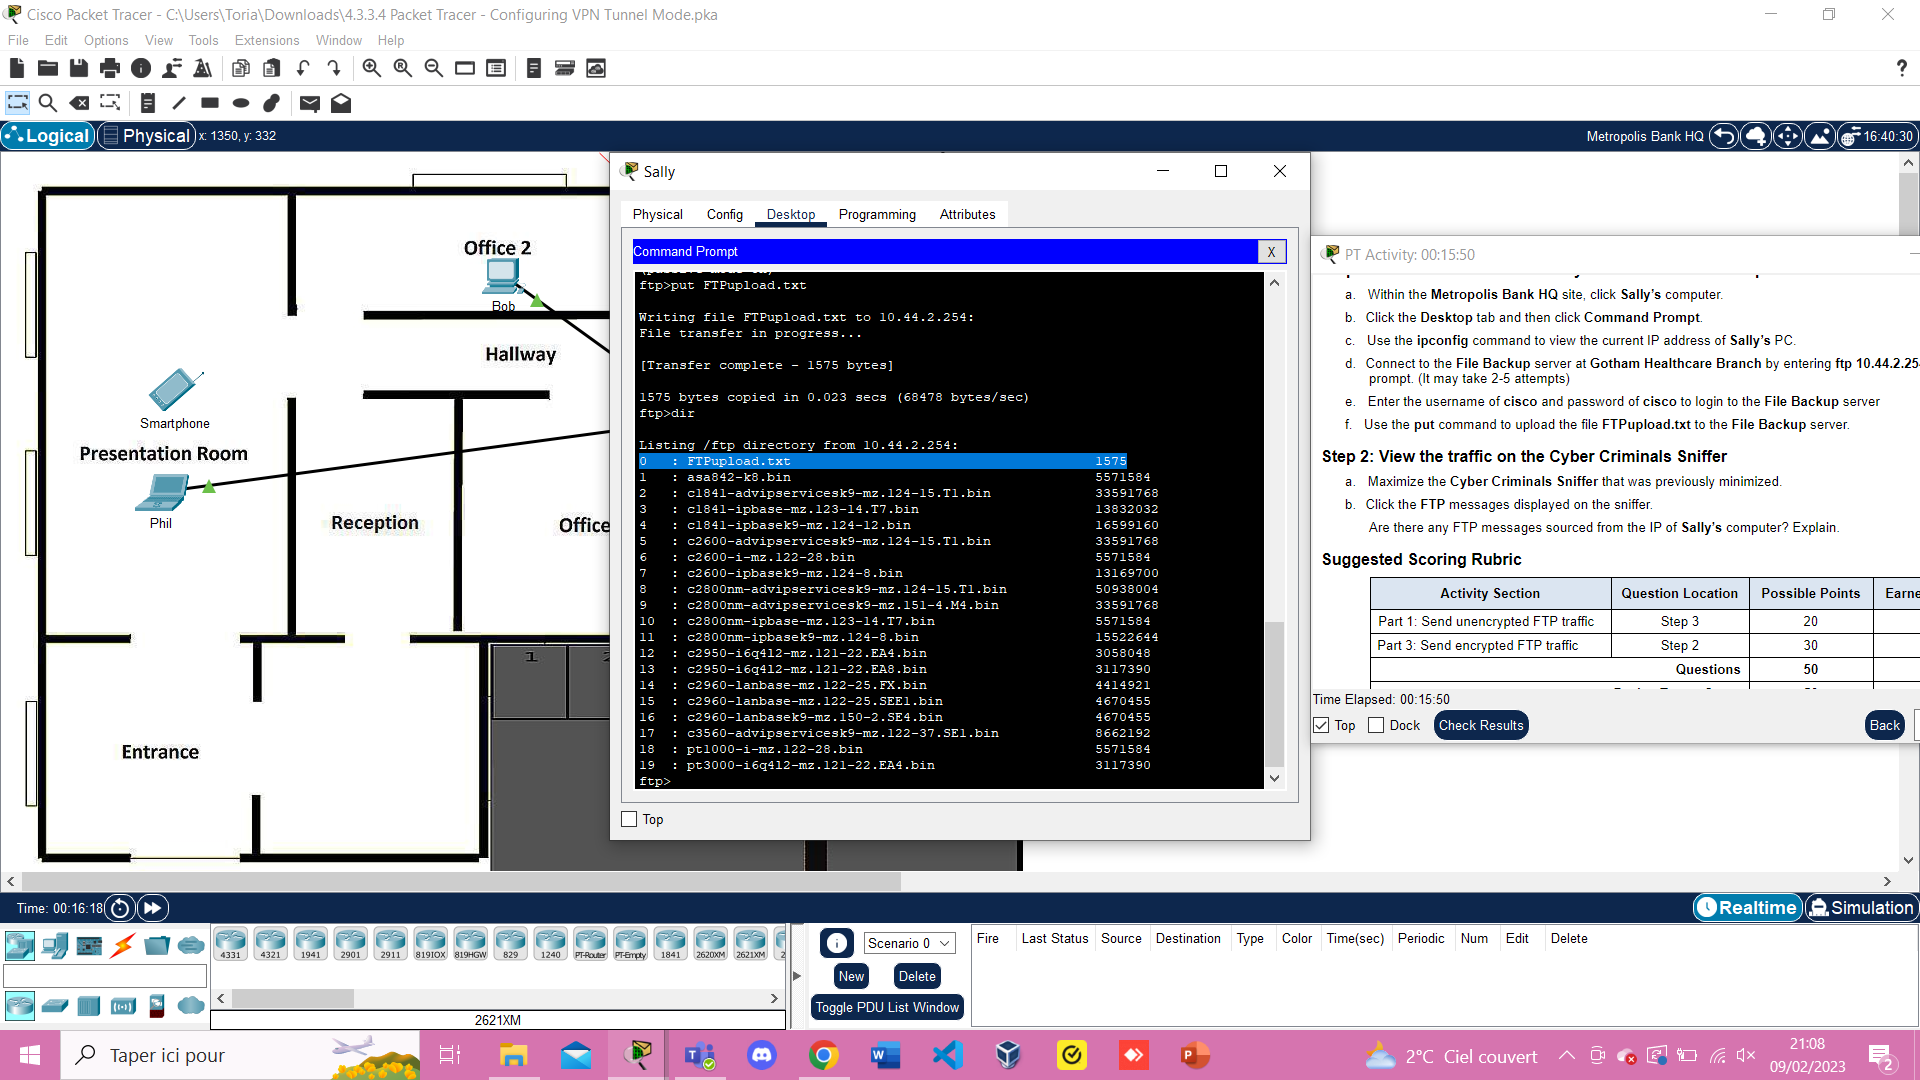 Cisco Packet Tracer - C:\Users\Toria\Downloads\4.3.3.4 Packet Tracer - Configuring VPN Tunnel Mode.pka
File Edit Options View Tools Extensions Window Help
?
Logical Physical x: 1350, y: 332
Metropolis Bank HQ 16:40:30
Office 2
Bob
Hallway
Smartphone
Presentation Room
Phil
Reception
Office
1
Entrance
Sally
Physical Config Desktop Programming Attributes
Command Prompt X
ftp>put FTPupload.txt
Writing file FTPupload.txt to 10.44.2.254:
File transfer in progress...
[Transfer complete - 1575 bytes]
1575 bytes copied in 0.023 secs (68478 bytes/sec)
ftp>dir
Listing /ftp directory from 10.44.2.254:
0 : FTPupload.txt 1575
1 : asa842-k8.bin 5571584
2 : c1841-advipservicesk9-mz.124-15.T1.bin 33591768
3 : c1841-ipbase-mz.123-14.T7.bin 13832032
4 : c1841-ipbasek9-mz.124-12.bin 16599160
5 : c2600-advipservicesk9-mz.124-15.T1.bin 33591768
6 : c2600-i-mz.122-28.bin 5571584
7 : c2600-ipbasek9-mz.124-8.bin 13169700
8 : c2800nm-advipservicesk9-mz.124-15.T1.bin 50938004
9 : c2800nm-advipservicesk9-mz.151-4.M4.bin 33591768
10 : c2800nm-ipbase-mz.123-14.T7.bin 5571584
11 : c2800nm-ipbasek9-mz.124-8.bin 15522644
12 : c2950-i6q4l2-mz.121-22.EA4.bin 3058048
13 : c2950-i6q4l2-mz.121-22.EA8.bin 3117390
14 : c2960-lanbase-mz.122-25.FX.bin 4414921
15 : c2960-lanbase-mz.122-25.SEE1.bin 4670455
16 : c2960-lanbasek9-mz.150-2.SE4.bin 4670455
17 : c3560-advipservicesk9-mz.122-37.SE1.bin 8662192
18 : pt1000-i-mz.122-28.bin 5571584
19 : pt3000-i6q4l2-mz.121-22.EA4.bin 3117390
ftp>
Top
PT Activity: 00:15:50
a. Within the Metropolis Bank HQ site, click Sally's computer.
b. Click the Desktop tab and then click Command Prompt.
c. Use the ipconfig command to view the current IP address of Sally's PC.
d. Connect to the File Backup server at Gotham Healthcare Branch by entering ftp 10.44.2.25
prompt. (It may take 2-5 attempts)
e. Enter the username of cisco and password of cisco to login to the File Backup server
f. Use the put command to upload the file FTPupload.txt to the File Backup server.
Step 2: View the traffic on the Cyber Criminals Sniffer
a. Maximize the Cyber Criminals Sniffer that was previously minimized.
b. Click the FTP messages displayed on the sniffer.
Are there any FTP messages sourced from the IP of Sally's computer? Explain.
Suggested Scoring Rubric
Activity Section Question Location Possible Points Earne
Part 1: Send unencrypted FTP traffic Step 3 20
Part 3: Send encrypted FTP traffic Step 2 30
Questions 50
Time Elapsed: 00:15:50
Top Dock Check Results Back
Time: 00:16:18
Realtime Simulation
4331 4321 1941 2901 2911 819IOX 819HGW 829 1240 PT-Router PT-Empty 1841 2620XM 2621XM
2621XM
Scenario 0
New Delete
Toggle PDU List Window
Fire Last Status Source Destination Type Color Time(sec) Periodic Num Edit Delete
Taper ici pour
2°C Ciel couvert
21:08
09/02/2023
2